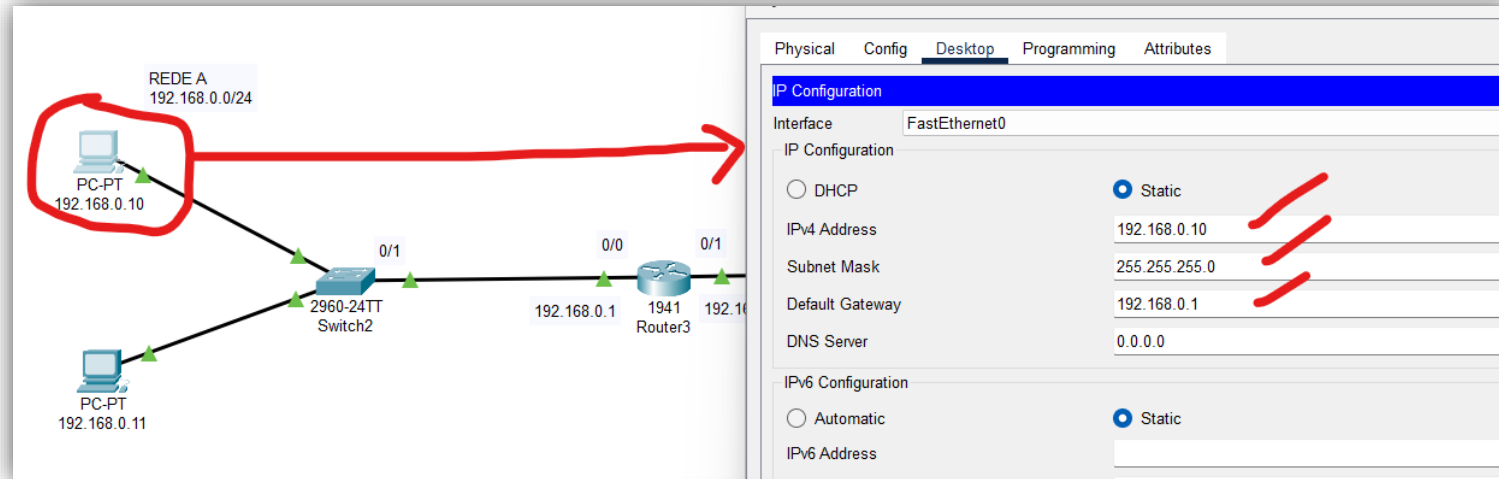 REDE A
192.168.0.0/24
PC-PT
192.168.0.10
0/1
0/0
0/1
2960-24TT
Switch2
192.168.0.1
1941
Router3
PC-PT
192.168.0.11
Physical Config Desktop Programming Attributes
IP Configuration
Interface FastEthernet0
IP Configuration
DHCP Static
IPv4 Address 192.168.0.10
Subnet Mask 255.255.255.0
Default Gateway 192.168.0.1
DNS Server 0.0.0.0
IPv6 Configuration
Automatic Static
IPv6 Address